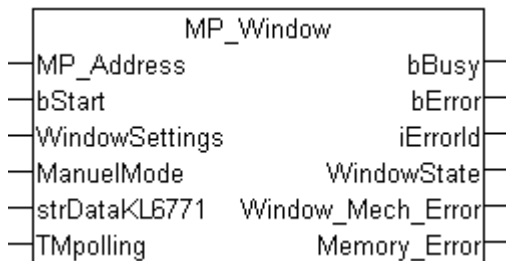 MP_Window
MP_Address bBusy
bStart bError
WindowSettings iErrorId
ManuelMode WindowState
strDataKL6771 Window_Mech_Error
TMpolling Memory_Error